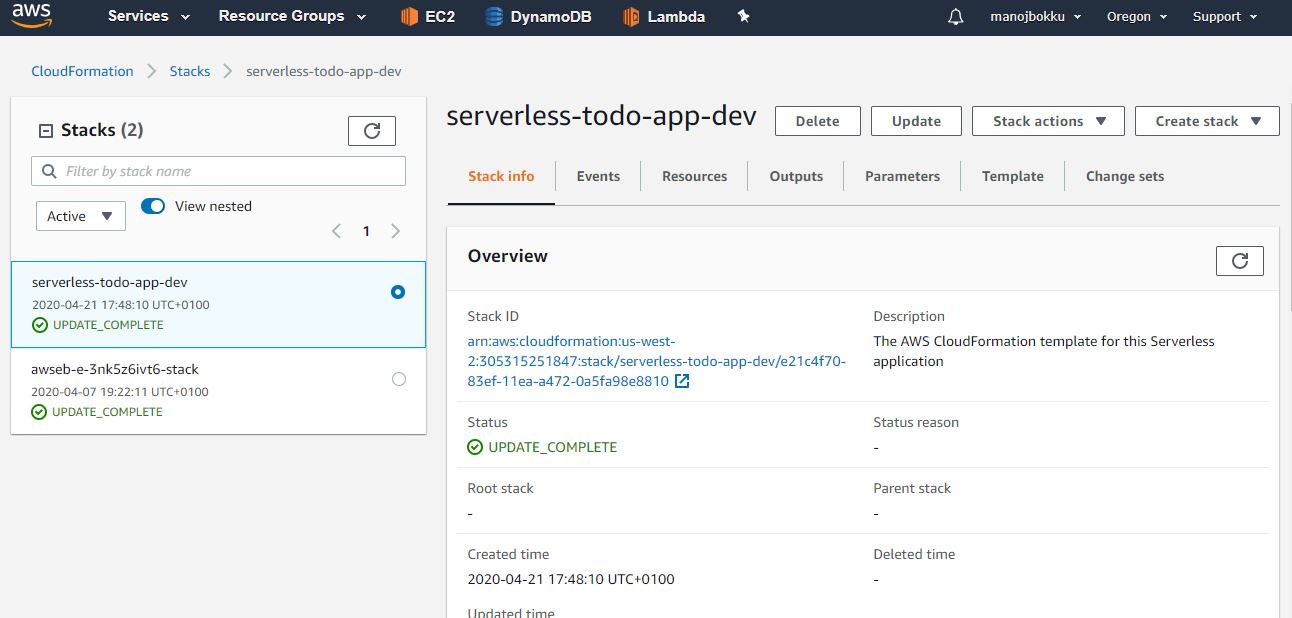 aws Services Resource Groups EC2 DynamoDB Lambda manojbokku Oregon Support
CloudFormation Stacks serverless-todo-app-dev
Stacks (2)
Filter by stack name
Active View nested
1
serverless-todo-app-dev
2020-04-21 17:48:10 UTC+0100
UPDATE_COMPLETE
awseb-e-3nk5z6ivt6-stack
2020-04-07 19:22:11 UTC+0100
UPDATE_COMPLETE
serverless-todo-app-dev Delete Update Stack actions Create stack
Stack info Events Resources Outputs Parameters Template Change sets
Overview
Stack ID
arn:aws:cloudformation:us-west-
2:305315251847:stack/serverless-todo-app-dev/e21c4f70-
83ef-11ea-a472-0a5fa98e8810
Description
The AWS CloudFormation template for this Serverless
application
Status
UPDATE_COMPLETE
Status reason
-
Root stack
-
Parent stack
-
Created time
2020-04-21 17:48:10 UTC+0100
Deleted time
-
Updated time